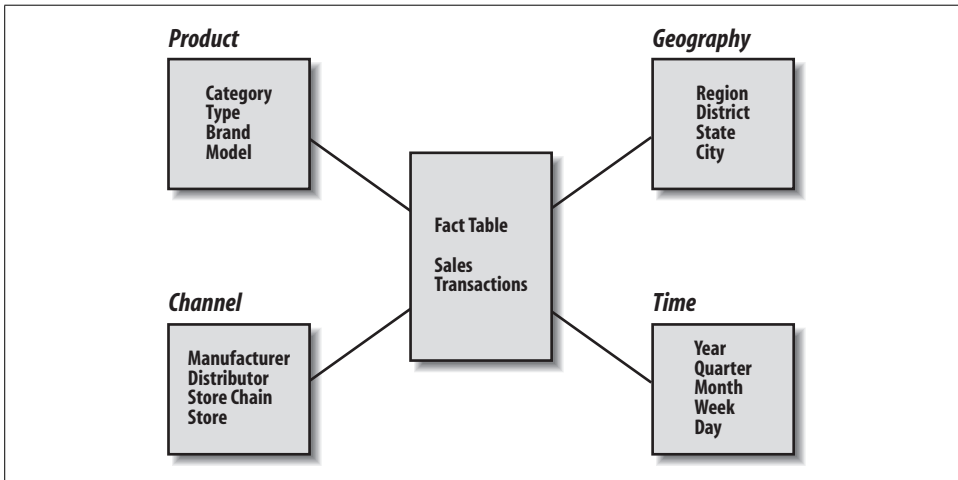 Product
Category
Type
Brand
Model
Geography
Region
District
State
City
Fact Table
Sales
Transactions
Channel
Manufacturer
Distributor
Store Chain
Store
Time
Year
Quarter
Month
Week
Day